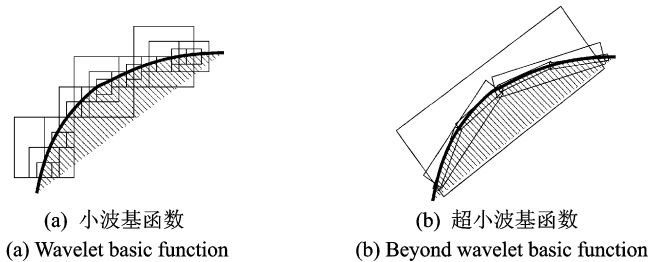 (a) 小波基函数
(a) Wavelet basic function
(b) 超小波基函数
(b) Beyond wavelet basic function